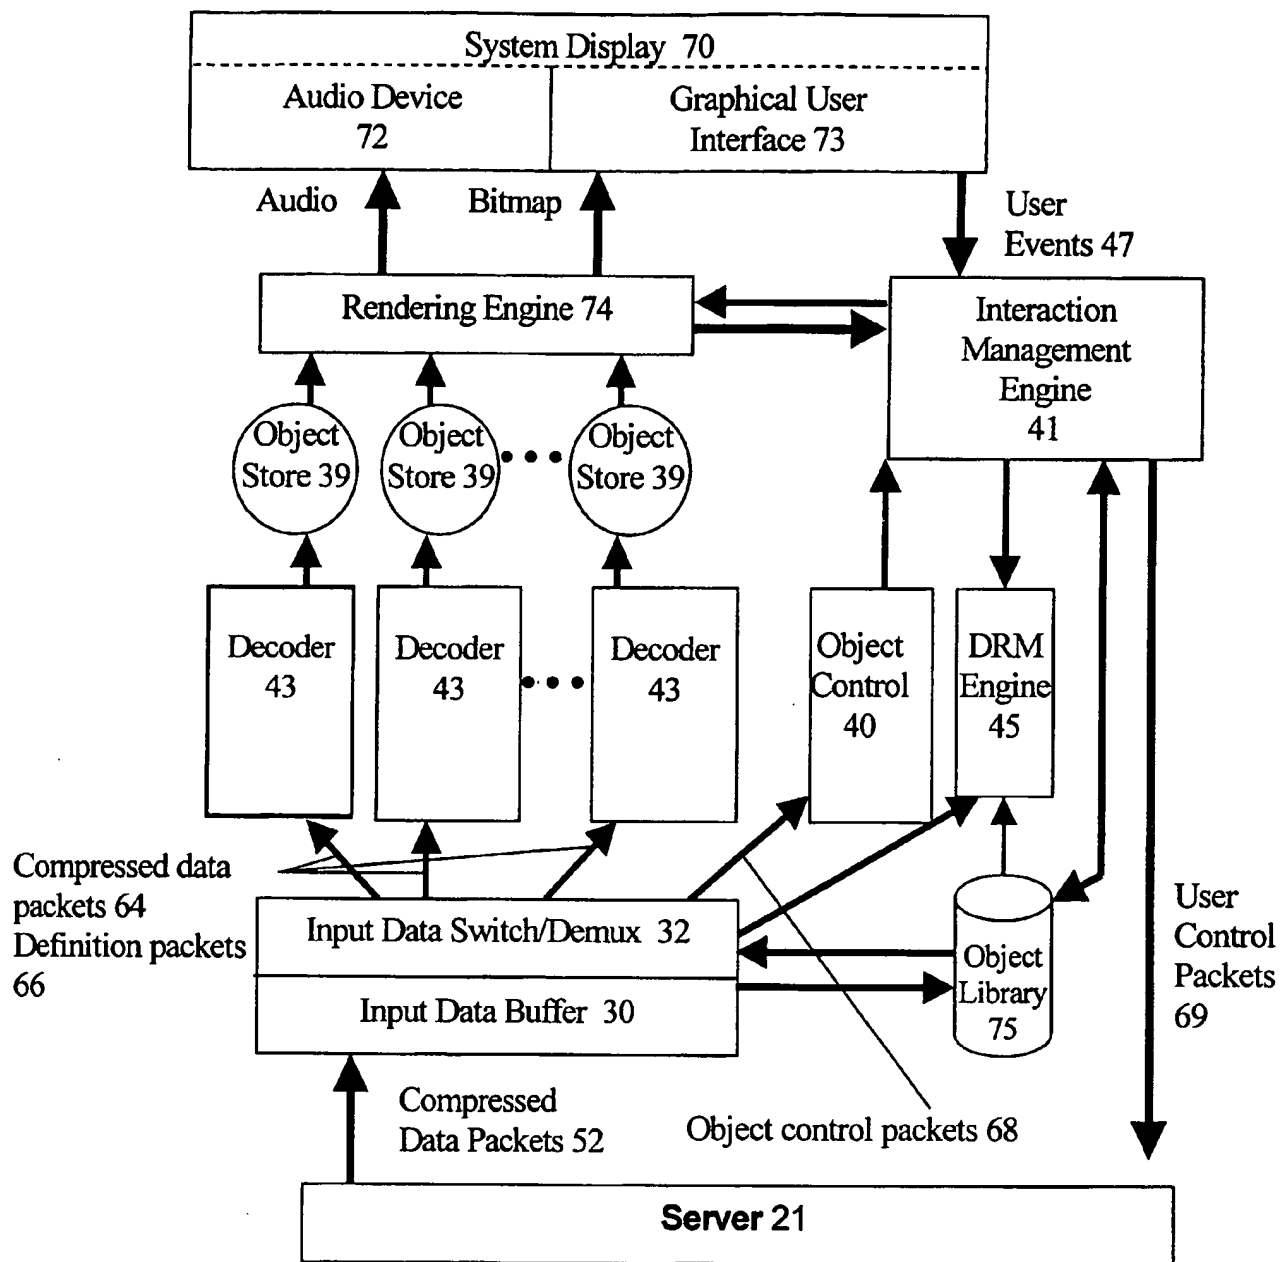 System Display 70
Audio Device
72
Graphical User
Interface 73
Audio
Bitmap
User
Events 47
Rendering Engine 74
Interaction
Management
Engine
41
Object
Store 39
Object
Store 39
Object
Store 39
Decoder
43
Decoder
43
Decoder
43
Object
Control
40
DRM
Engine
45
Compressed data
packets 64
Definition packets
66
Input Data Switch/Demux 32
Input Data Buffer 30
Object
Library
75
User
Control
Packets
69
Compressed
Data Packets 52
Object control packets 68
Server 21